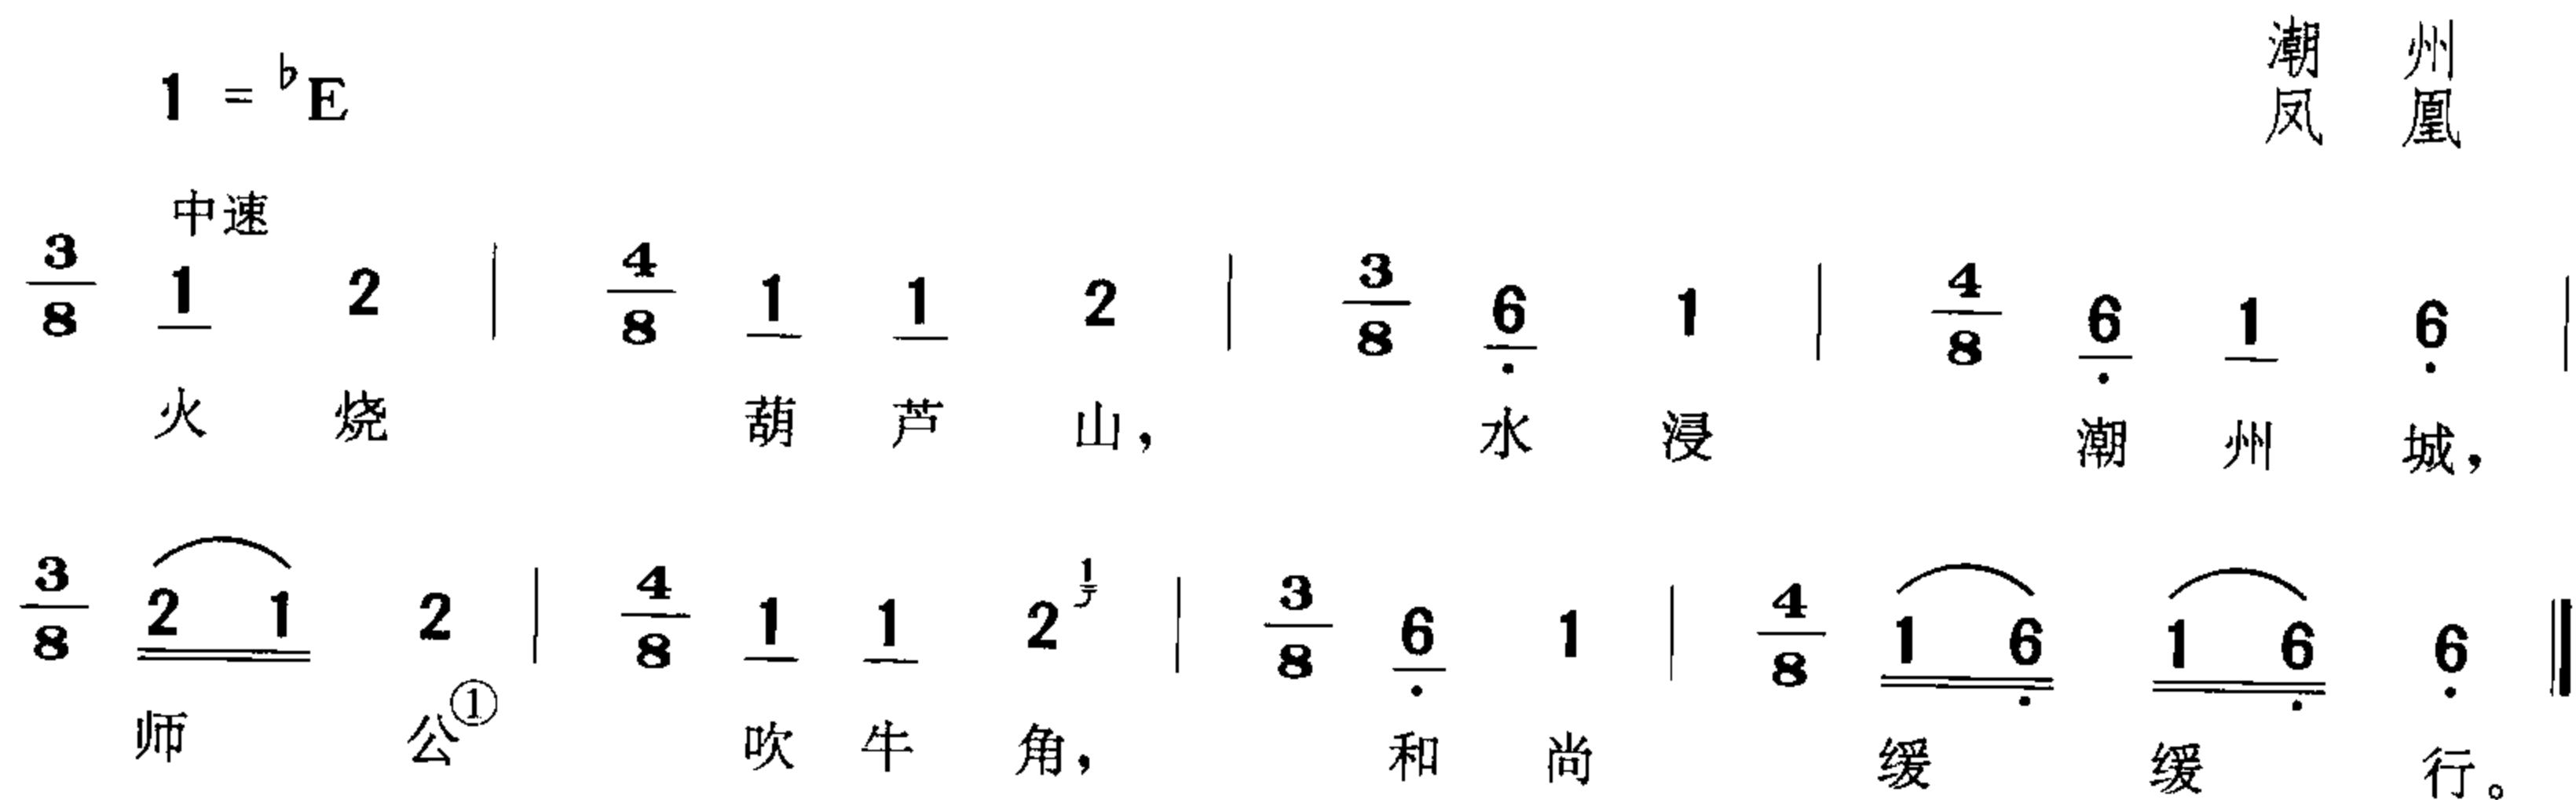 潮 州
1 = ♭E
凤 凰
中速
3/8 1 2 | 4/8 1 1 2 | 3/8 6 1 | 4/8 6 1 6 |
火 烧 葫 芦 山， 水 浸 潮 州 城，
3/8 2 1 2 | 4/8 1 1 2 1 | 3/8 6 1 | 4/8 1 6 1 6 6
师 公① 吹 牛 角， 和 尚 缓 缓 行。